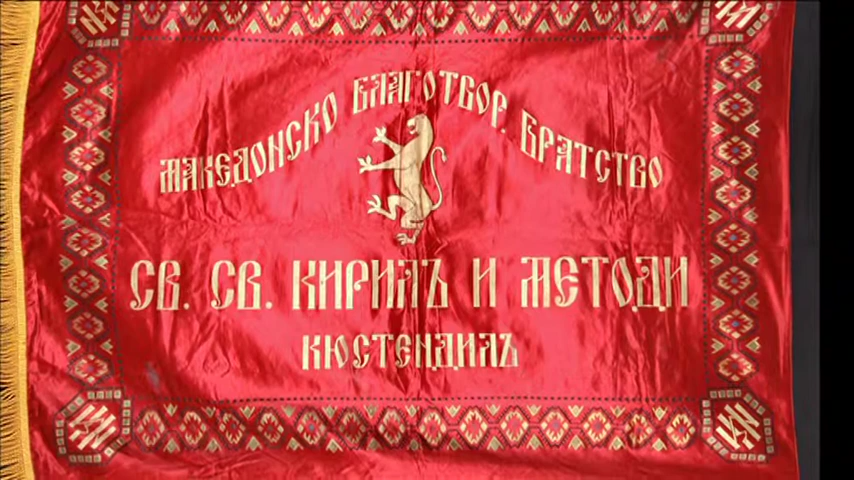 МАКЕДОНСКО БЛАГОТВОР. БРАТСТВО
СВ. СВ. КИРИЛЪ И МЕТОДИ
КЮСТЕНДИЛЪ